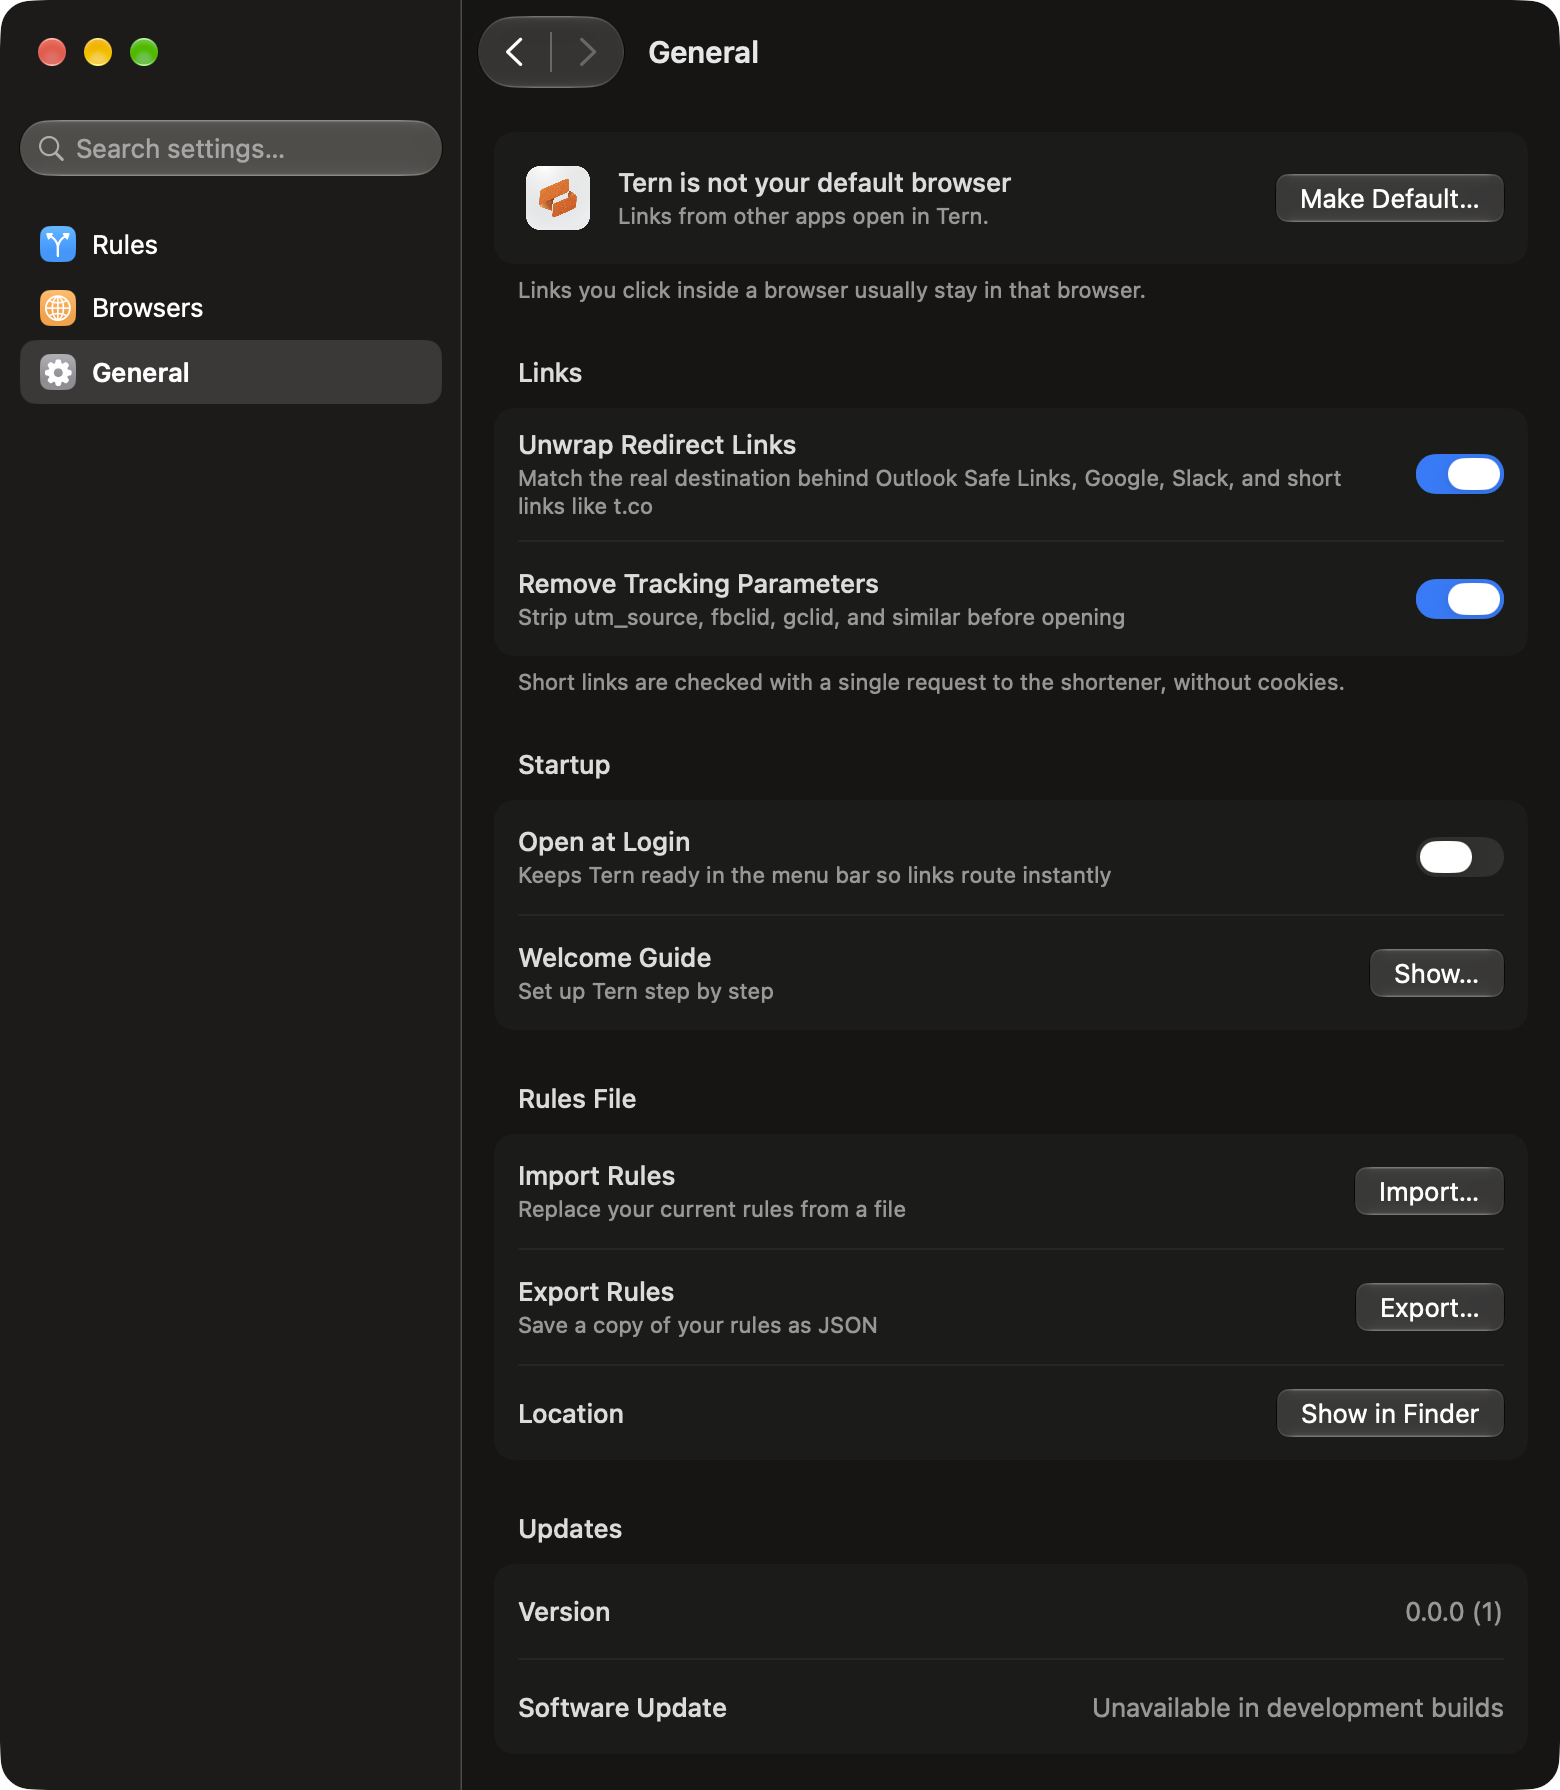 General
Search settings...
Rules
Browsers
General
Tern is not your default browser
Links from other apps open in Tern.
Make Default...
Links you click inside a browser usually stay in that browser.
Links
Unwrap Redirect Links
Match the real destination behind Outlook Safe Links, Google, Slack, and short
links like t.co
Remove Tracking Parameters
Strip utm_source, fbclid, gclid, and similar before opening
Short links are checked with a single request to the shortener, without cookies.
Startup
Open at Login
Keeps Tern ready in the menu bar so links route instantly
Welcome Guide
Set up Tern step by step
Show...
Rules File
Import Rules
Replace your current rules from a file
Import...
Export Rules
Save a copy of your rules as JSON
Export...
Location
Show in Finder
Updates
Version
0.0.0 (1)
Software Update
Unavailable in development builds